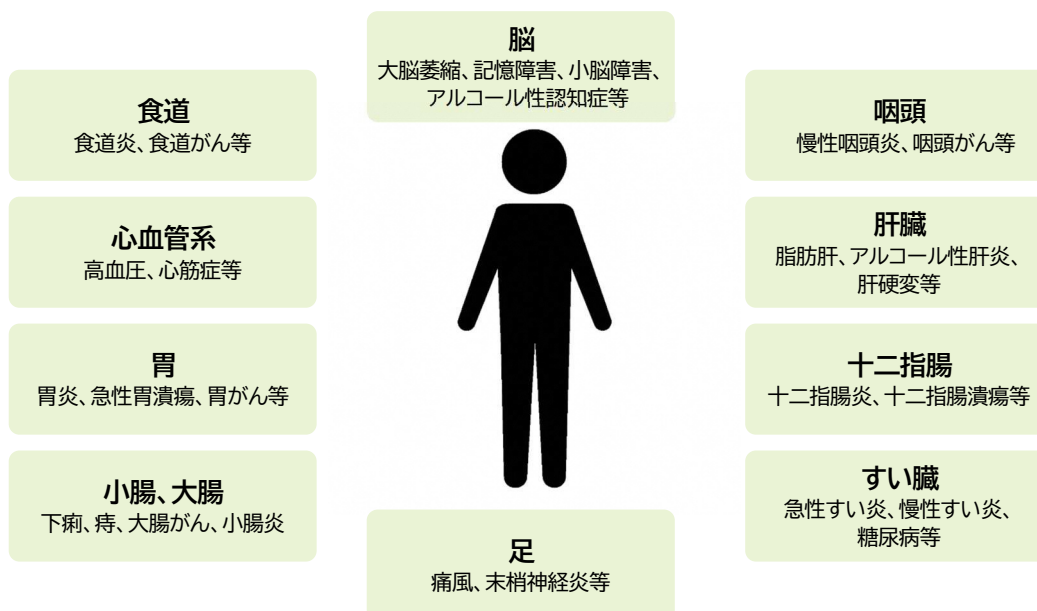 脳
大脳萎縮、記憶障害、小脳障害、
アルコール性認知症等
食道
食道炎、食道がん等
咽頭
慢性咽頭炎、咽頭がん等
心血管系
高血圧、心筋症等
肝臓
脂肪肝、アルコール性肝炎、
肝硬変等
胃
胃炎、急性胃潰瘍、胃がん等
十二指腸
十二指腸炎、十二指腸潰瘍等
小腸、大腸
下痢、痔、大腸がん、小腸炎
すい臓
急性すい炎、慢性すい炎、
糖尿病等
足
痛風、末梢神経炎等